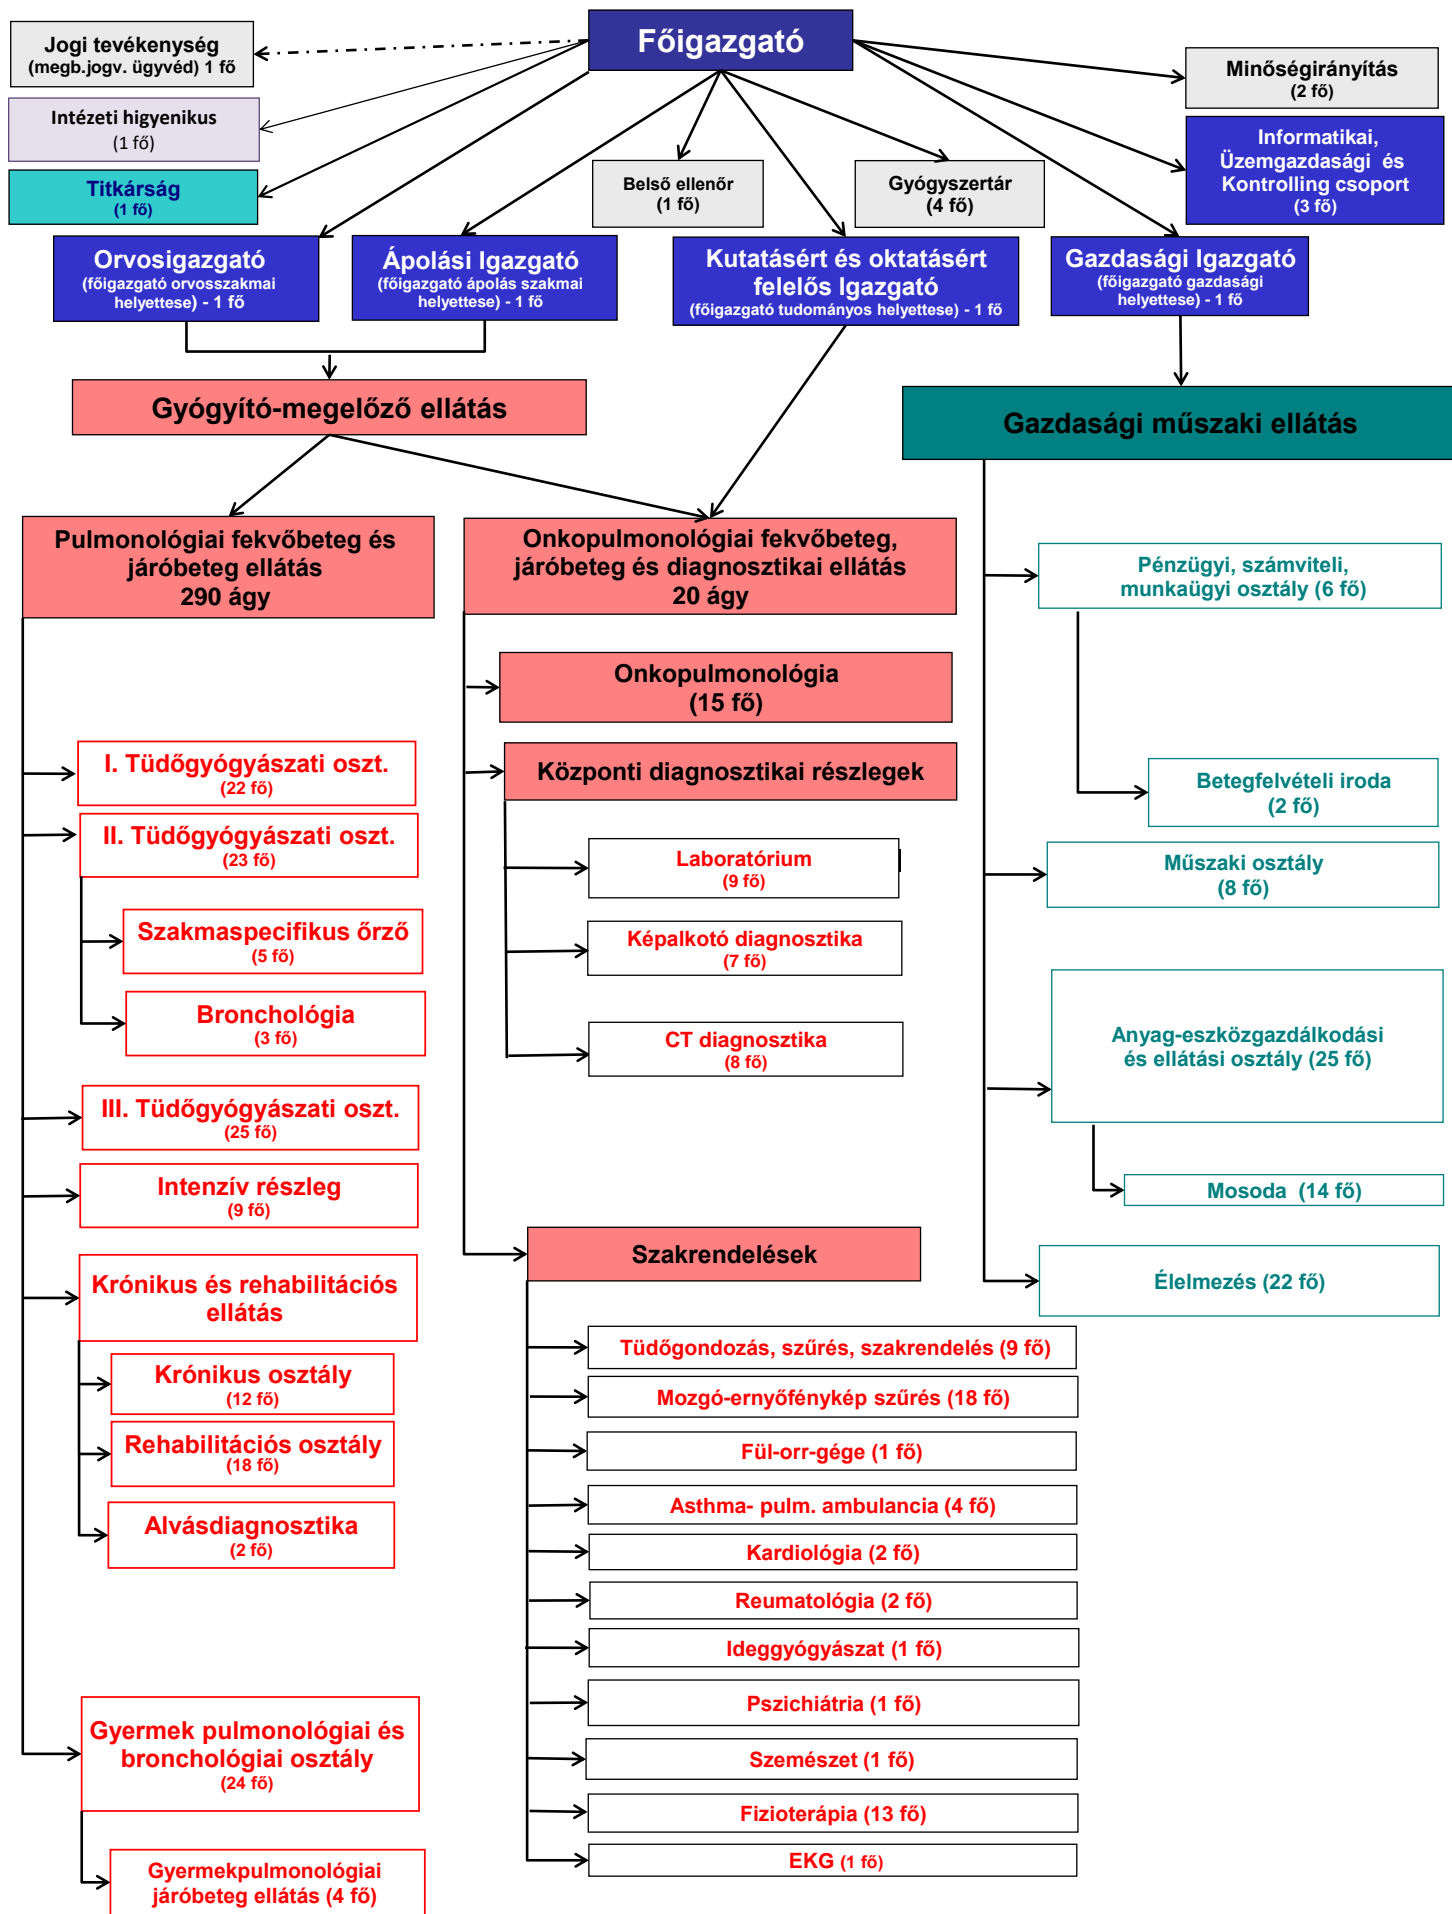 Főigazgató
Jogi tevékenység
(megb.jogv. ügyvéd) 1 fő
Intézeti higyenikus
(1 fő)
Titkárság
(1 fő)
Belső ellenőr
(1 fő)
Gyógyszertár
(4 fő)
Minőségirányítás
(2 fő)
Informatikai,
Üzemgazdasági és
Kontrolling csoport
(3 fő)
Orvosigazgató
(főigazgató orvosszakmai
helyettese) - 1 fő
Ápolási Igazgató
(főigazgató ápolás szakmai
helyettese) - 1 fő
Kutatásért és oktatásért
felelős Igazgató
(főigazgató tudományos helyettese) - 1 fő
Gazdasági Igazgató
(főigazgató gazdasági
helyettese) - 1 fő
Gyógyító-megelőző ellátás
Gazdasági műszaki ellátás
Pulmonológiai fekvőbeteg és
járóbeteg ellátás
290 ágy
I. Tüdőgyógyászati oszt.
(22 fő)
II. Tüdőgyógyászati oszt.
(23 fő)
Szakmaspecifikus őrző
(5 fő)
Bronchológia
(3 fő)
III. Tüdőgyógyászati oszt.
(25 fő)
Intenzív részleg
(9 fő)
Krónikus és rehabilitációs
ellátás
Krónikus osztály
(12 fő)
Rehabilitációs osztály
(18 fő)
Alvásdiagnosztika
(2 fő)
Gyermek pulmonológiai és
bronchológiai osztály
(24 fő)
Gyermekpulmonológiai
járóbeteg ellátás (4 fő)
Onkopulmonológiai fekvőbeteg,
járóbeteg és diagnosztikai ellátás
20 ágy
Onkopulmonológia
(15 fő)
Központi diagnosztikai részlegek
Laboratórium
(9 fő)
Képalkotó diagnosztika
(7 fő)
CT diagnosztika
(8 fő)
Szakrendelések
Tüdőgondozás, szűrés, szakrendelés (9 fő)
Mozgó-ernyőfénykép szűrés (18 fő)
Fül-orr-gége (1 fő)
Asthma- pulm. ambulancia (4 fő)
Kardiológia (2 fő)
Reumatológia (2 fő)
Ideggyógyászat (1 fő)
Pszichiátria (1 fő)
Szemészet (1 fő)
Fizioterápia (13 fő)
EKG (1 fő)
Pénzügyi, számviteli,
munkaügyi osztály (6 fő)
Betegfelvételi iroda
(2 fő)
Műszaki osztály
(8 fő)
Anyag-eszközgazdálkodási
és ellátási osztály (25 fő)
Mosoda (14 fő)
Élelmezés (22 fő)